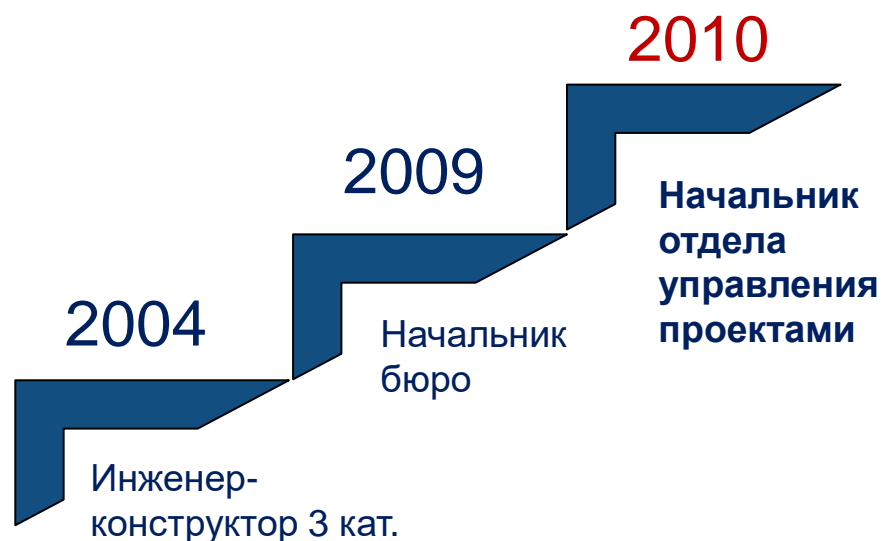 2010
2009
Начальник
отдела
управления
проектами
2004
Начальник
бюро
Инженер-
конструктор 3 кат.